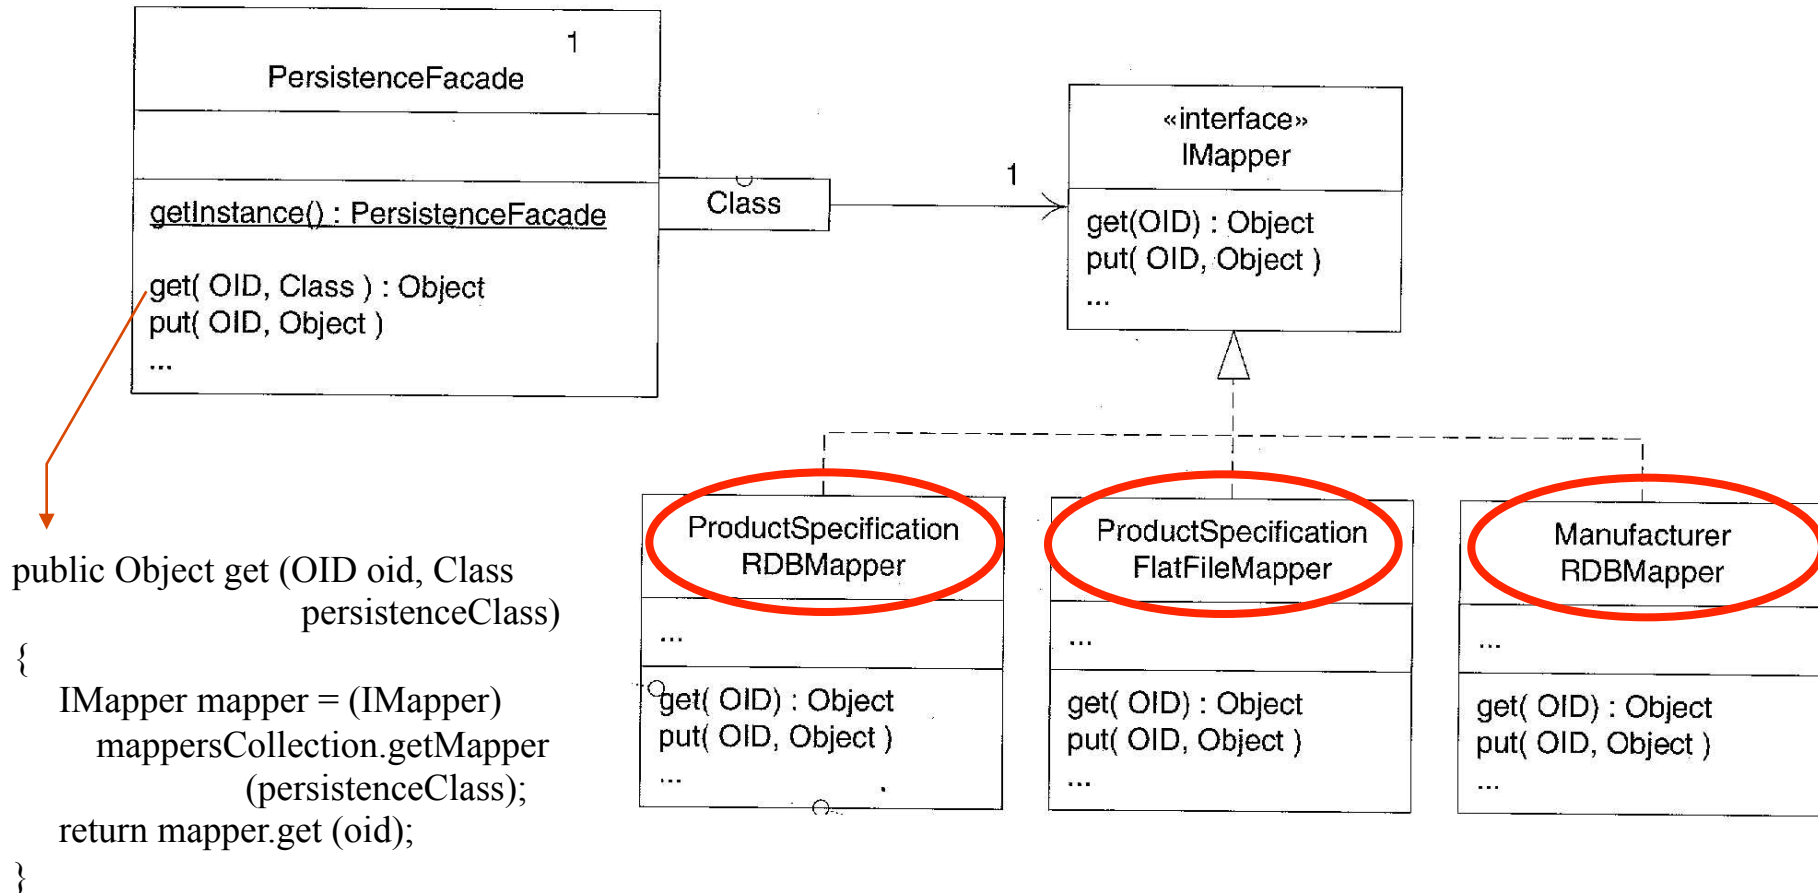 1
PersistenceFacade
getInstance() : PersistenceFacade
get( OID, Class ) : Object
put( OID, Object )
...
Class
1
«interface»
IMapper
get(OID) : Object
put( OID, Object )
...
ProductSpecification
RDBMapper
...
get( OID) : Object
put( OID, Object )
...
ProductSpecification
FlatFileMapper
...
get( OID) : Object
put( OID, Object )
...
Manufacturer
RDBMapper
...
get( OID) : Object
put( OID, Object )
...
public Object get (OID oid, Class
persistenceClass)
{
IMapper mapper = (IMapper)
mappersCollection.getMapper
(persistenceClass);
return mapper.get (oid);
}